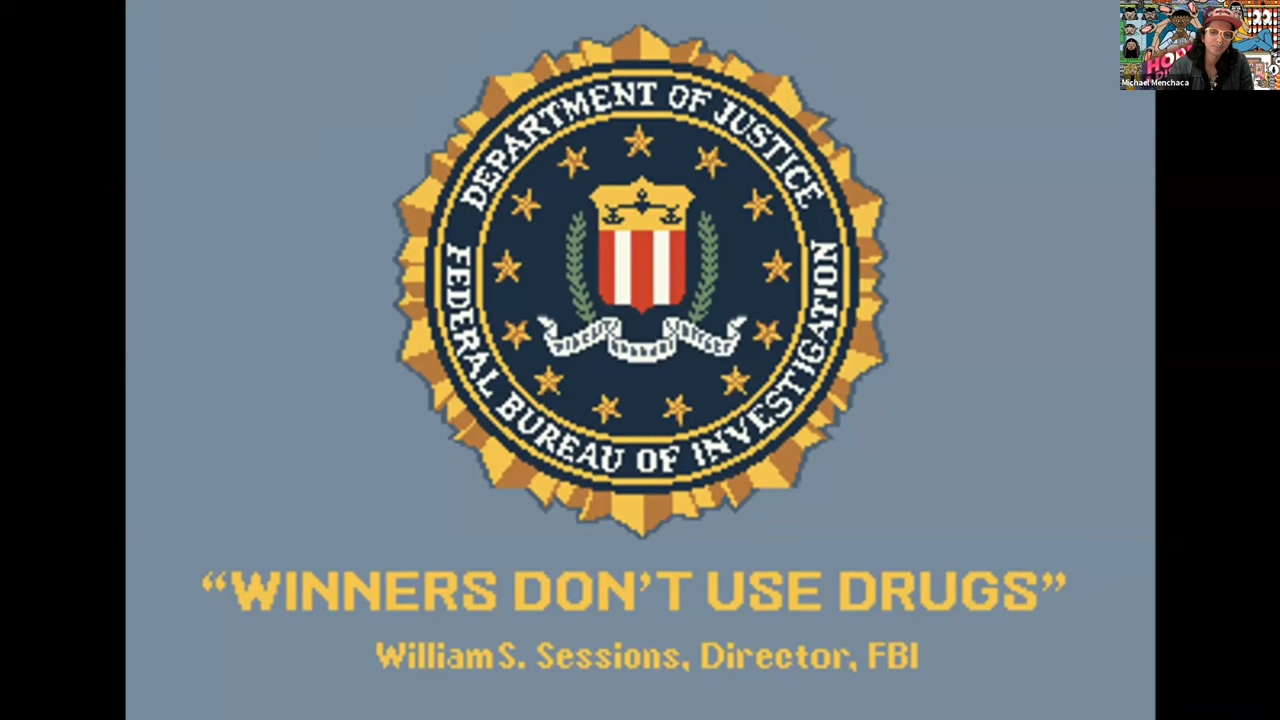 DEPARTMENT OF JUSTICE
FEDERAL BUREAU OF INVESTIGATION
“WINNERS DON’T USE DRUGS”
William S. Sessions, Director, FBI
Michael Menchaca